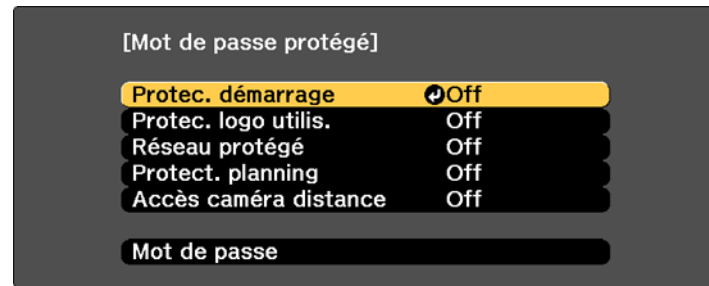 [Mot de passe protégé]
Protec. démarrage Off
Protec. logo utilis. Off
Réseau protégé Off
Protect. planning Off
Accès caméra distance Off
Mot de passe